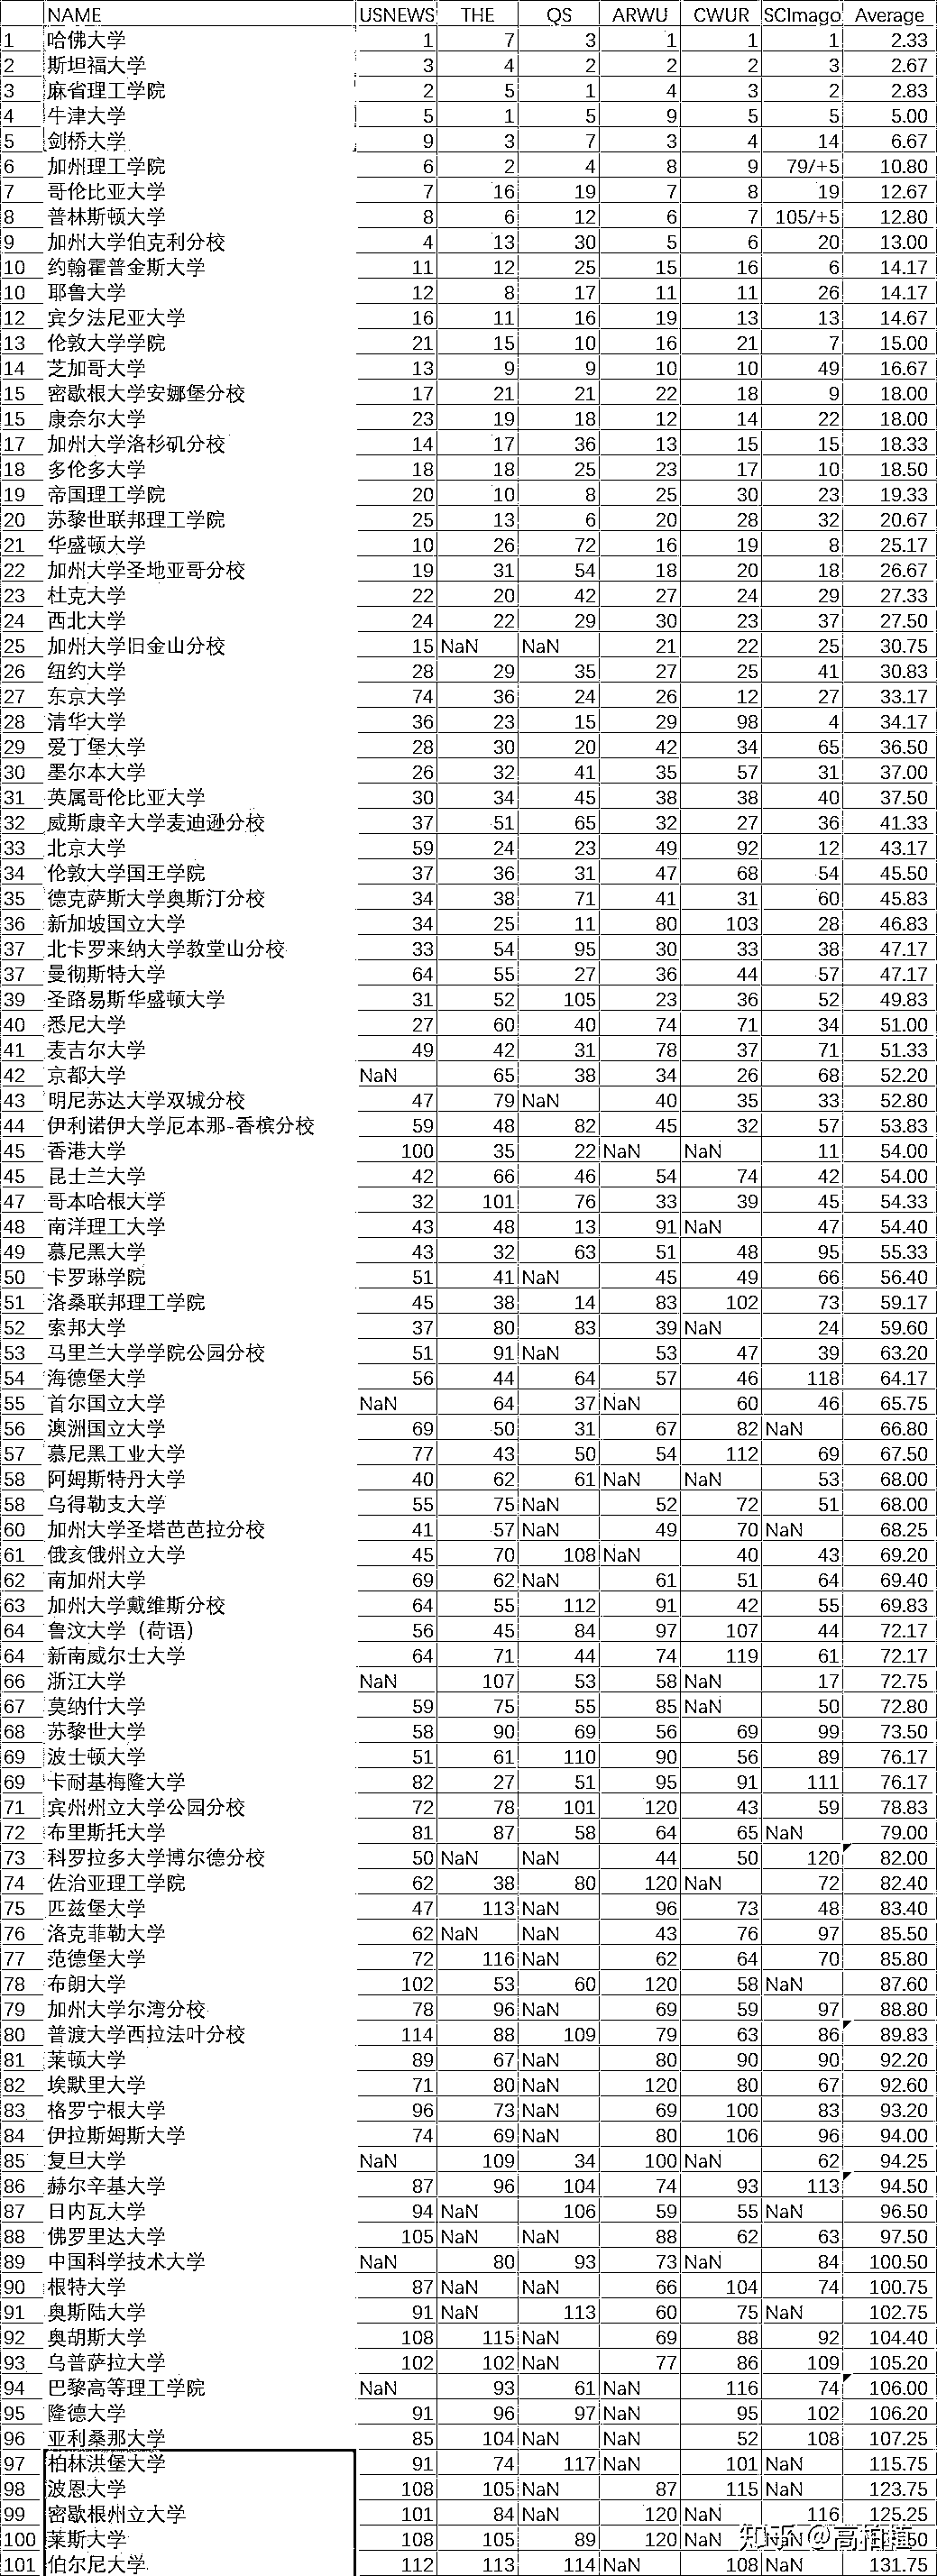 NAME USNEWS THE QS ARWU CWUR SCImago Average
1 哈佛大学 1 7 3 1 1 1 2.33
2 斯坦福大学 3 4 2 2 2 3 2.67
3 麻省理工学院 2 5 1 4 3 2 2.83
4 牛津大学 5 1 5 9 5 5 5.00
5 剑桥大学 9 3 7 3 4 14 6.67
6 加州理工学院 6 2 4 8 9 79/+5 10.80
7 哥伦比亚大学 7 16 19 7 8 19 12.67
8 普林斯顿大学 8 6 12 6 7 105/+5 12.80
9 加州大学伯克利分校 4 13 30 5 6 20 13.00
10 约翰霍普金斯大学 11 12 25 15 16 6 14.17
10 耶鲁大学 12 8 17 11 11 26 14.17
12 宾夕法尼亚大学 16 11 16 19 13 13 14.67
13 伦敦大学学院 21 15 10 16 21 7 15.00
14 芝加哥大学 13 9 9 10 10 49 16.67
15 密歇根大学安娜堡分校 17 21 21 22 18 9 18.00
15 康奈尔大学 23 19 18 12 14 22 18.00
17 加州大学洛杉矶分校 14 17 36 13 15 15 18.33
18 多伦多大学 18 18 25 23 17 10 18.50
19 帝国理工学院 20 10 8 25 30 23 19.33
20 苏黎世联邦理工学院 25 13 6 20 28 32 20.67
21 华盛顿大学 10 26 72 16 19 8 25.17
22 加州大学圣地亚哥分校 19 31 54 18 20 18 26.67
23 杜克大学 22 20 42 27 24 29 27.33
24 西北大学 24 22 29 30 23 37 27.50
25 加州大学旧金山分校 15 NaN NaN 21 22 25 30.75
26 纽约大学 28 29 35 27 25 41 30.83
27 东京大学 74 36 24 26 12 27 33.17
28 清华大学 36 23 15 29 98 4 34.17
29 爱丁堡大学 28 30 20 42 34 65 36.50
30 墨尔本大学 26 32 41 35 57 31 37.00
31 英属哥伦比亚大学 30 34 45 38 38 40 37.50
32 威斯康辛大学麦迪逊分校 37 51 65 32 27 36 41.33
33 北京大学 59 24 23 49 92 12 43.17
34 伦敦大学国王学院 37 36 31 47 68 54 45.50
35 德克萨斯大学奥斯汀分校 34 38 71 41 31 60 45.83
36 新加坡国立大学 34 25 11 80 103 28 46.83
37 北卡罗来纳大学教堂山分校 33 54 95 30 33 38 47.17
37 曼彻斯特大学 64 55 27 36 44 57 47.17
39 圣路易斯华盛顿大学 31 52 105 23 36 52 49.83
40 悉尼大学 27 60 40 74 71 34 51.00
41 麦吉尔大学 49 42 31 78 37 71 51.33
42 京都大学 NaN 65 38 34 26 68 52.20
43 明尼苏达大学双城分校 47 79 NaN 40 35 33 52.80
44 伊利诺伊大学厄本那-香槟分校 59 48 82 45 32 57 53.83
45 香港大学 100 35 22 NaN NaN 11 54.00
45 昆士兰大学 42 66 46 54 74 42 54.00
47 哥本哈根大学 32 101 76 33 39 45 54.33
48 南洋理工大学 43 48 13 91 NaN 47 54.40
49 慕尼黑大学 43 32 63 51 48 95 55.33
50 卡罗琳学院 51 41 NaN 45 49 66 56.40
51 洛桑联邦理工学院 45 38 14 83 102 73 59.17
52 索邦大学 37 80 83 39 NaN 24 59.60
53 马里兰大学学院公园分校 51 91 NaN 53 47 39 63.20
54 海德堡大学 56 44 64 57 46 118 64.17
55 首尔国立大学 NaN 64 37 NaN 60 46 65.75
56 澳洲国立大学 69 50 31 67 82 NaN 66.80
57 慕尼黑工业大学 77 43 50 54 112 69 67.50
58 阿姆斯特丹大学 40 62 61 NaN NaN 53 68.00
58 乌得勒支大学 55 75 NaN 52 72 51 68.00
60 加州大学圣塔芭芭拉分校 41 57 NaN 49 70 NaN 68.25
61 俄亥俄州立大学 45 70 108 NaN 40 43 69.20
62 南加州大学 69 62 NaN 61 51 64 69.40
63 加州大学戴维斯分校 64 55 112 91 42 55 69.83
64 鲁汶大学（荷语） 56 45 84 97 107 44 72.17
64 新南威尔士大学 64 71 44 74 119 61 72.17
66 浙江大学 NaN 107 53 58 NaN 17 72.75
67 莫纳什大学 59 75 55 85 NaN 50 72.80
68 苏黎世大学 58 90 69 56 69 99 73.50
69 波士顿大学 51 61 110 90 56 89 76.17
69 卡耐基梅隆大学 82 27 51 95 91 111 76.17
71 宾州州立大学公园分校 72 78 101 120 43 59 78.83
72 布里斯托大学 81 87 58 64 65 NaN 79.00
73 科罗拉多大学博尔德分校 50 NaN NaN 44 50 120 82.00
74 佐治亚理工学院 62 38 80 120 NaN 72 82.40
75 匹兹堡大学 47 113 NaN 96 73 48 83.40
76 洛克菲勒大学 62 NaN NaN 43 76 97 85.50
77 范德堡大学 72 116 NaN 62 64 70 85.80
78 布朗大学 102 53 60 120 58 NaN 87.60
79 加州大学尔湾分校 78 96 NaN 69 59 97 88.80
80 普渡大学西拉法叶分校 114 88 109 79 63 86 89.83
81 莱顿大学 89 67 NaN 80 90 90 92.20
82 埃默里大学 71 80 NaN 120 80 67 92.60
83 格罗宁根大学 96 73 NaN 69 100 83 93.20
84 伊拉斯姆斯大学 74 69 NaN 80 106 96 94.00
85 复旦大学 NaN 109 34 100 NaN 62 94.25
86 赫尔辛基大学 87 96 104 74 93 113 94.50
87 日内瓦大学 94 NaN 106 59 55 NaN 96.50
88 佛罗里达大学 105 NaN NaN 88 62 63 97.50
89 中国科学技术大学 NaN 80 93 73 NaN 84 100.50
90 根特大学 87 NaN NaN 66 104 74 100.75
91 奥斯陆大学 91 NaN 113 60 75 NaN 102.75
92 奥胡斯大学 108 115 NaN 69 88 92 104.40
93 乌普萨拉大学 102 102 NaN 77 86 109 105.20
94 巴黎高等理工学院 NaN 93 61 NaN 116 74 106.00
95 隆德大学 91 96 97 NaN 95 102 106.20
96 亚利桑那大学 85 104 NaN NaN 52 108 107.25
97 柏林洪堡大学 91 74 117 NaN 101 NaN 115.75
98 波恩大学 108 105 NaN 87 115 NaN 123.75
99 密歇根州立大学 101 84 NaN 120 NaN 116 125.25
100 莱斯大学 108 105 89 120 NaN
知乎 @高柏植
101 伯尔尼大学 112 113 114 NaN 108 NaN 131.75